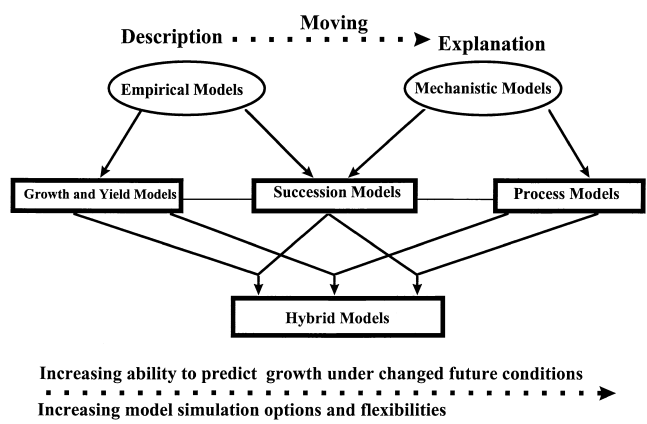 Moving
Description
Explanation
Empirical Models
Mechanistic Models
Growth and Yield Models
Succession Models
Process Models
Hybrid Models
Increasing ability to predict growth under changed future conditions
Increasing model simulation options and flexibilities